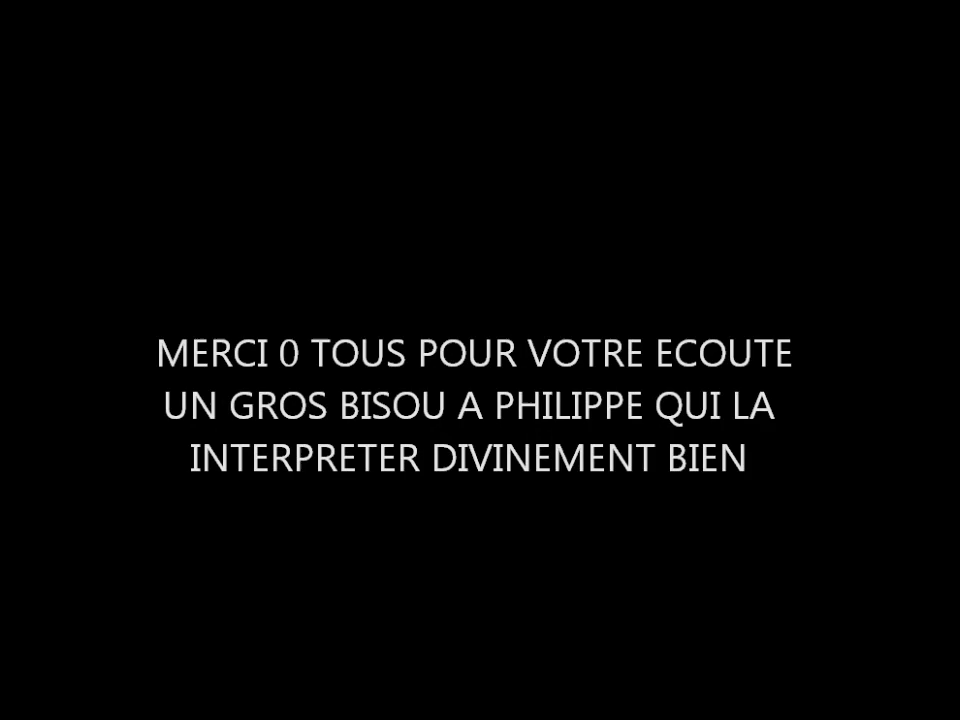 MERCI 0 TOUS POUR VOTRE ECOUTE
UN GROS BISOU A PHILIPPE QUI LA
INTERPRETER DIVINEMENT BIEN